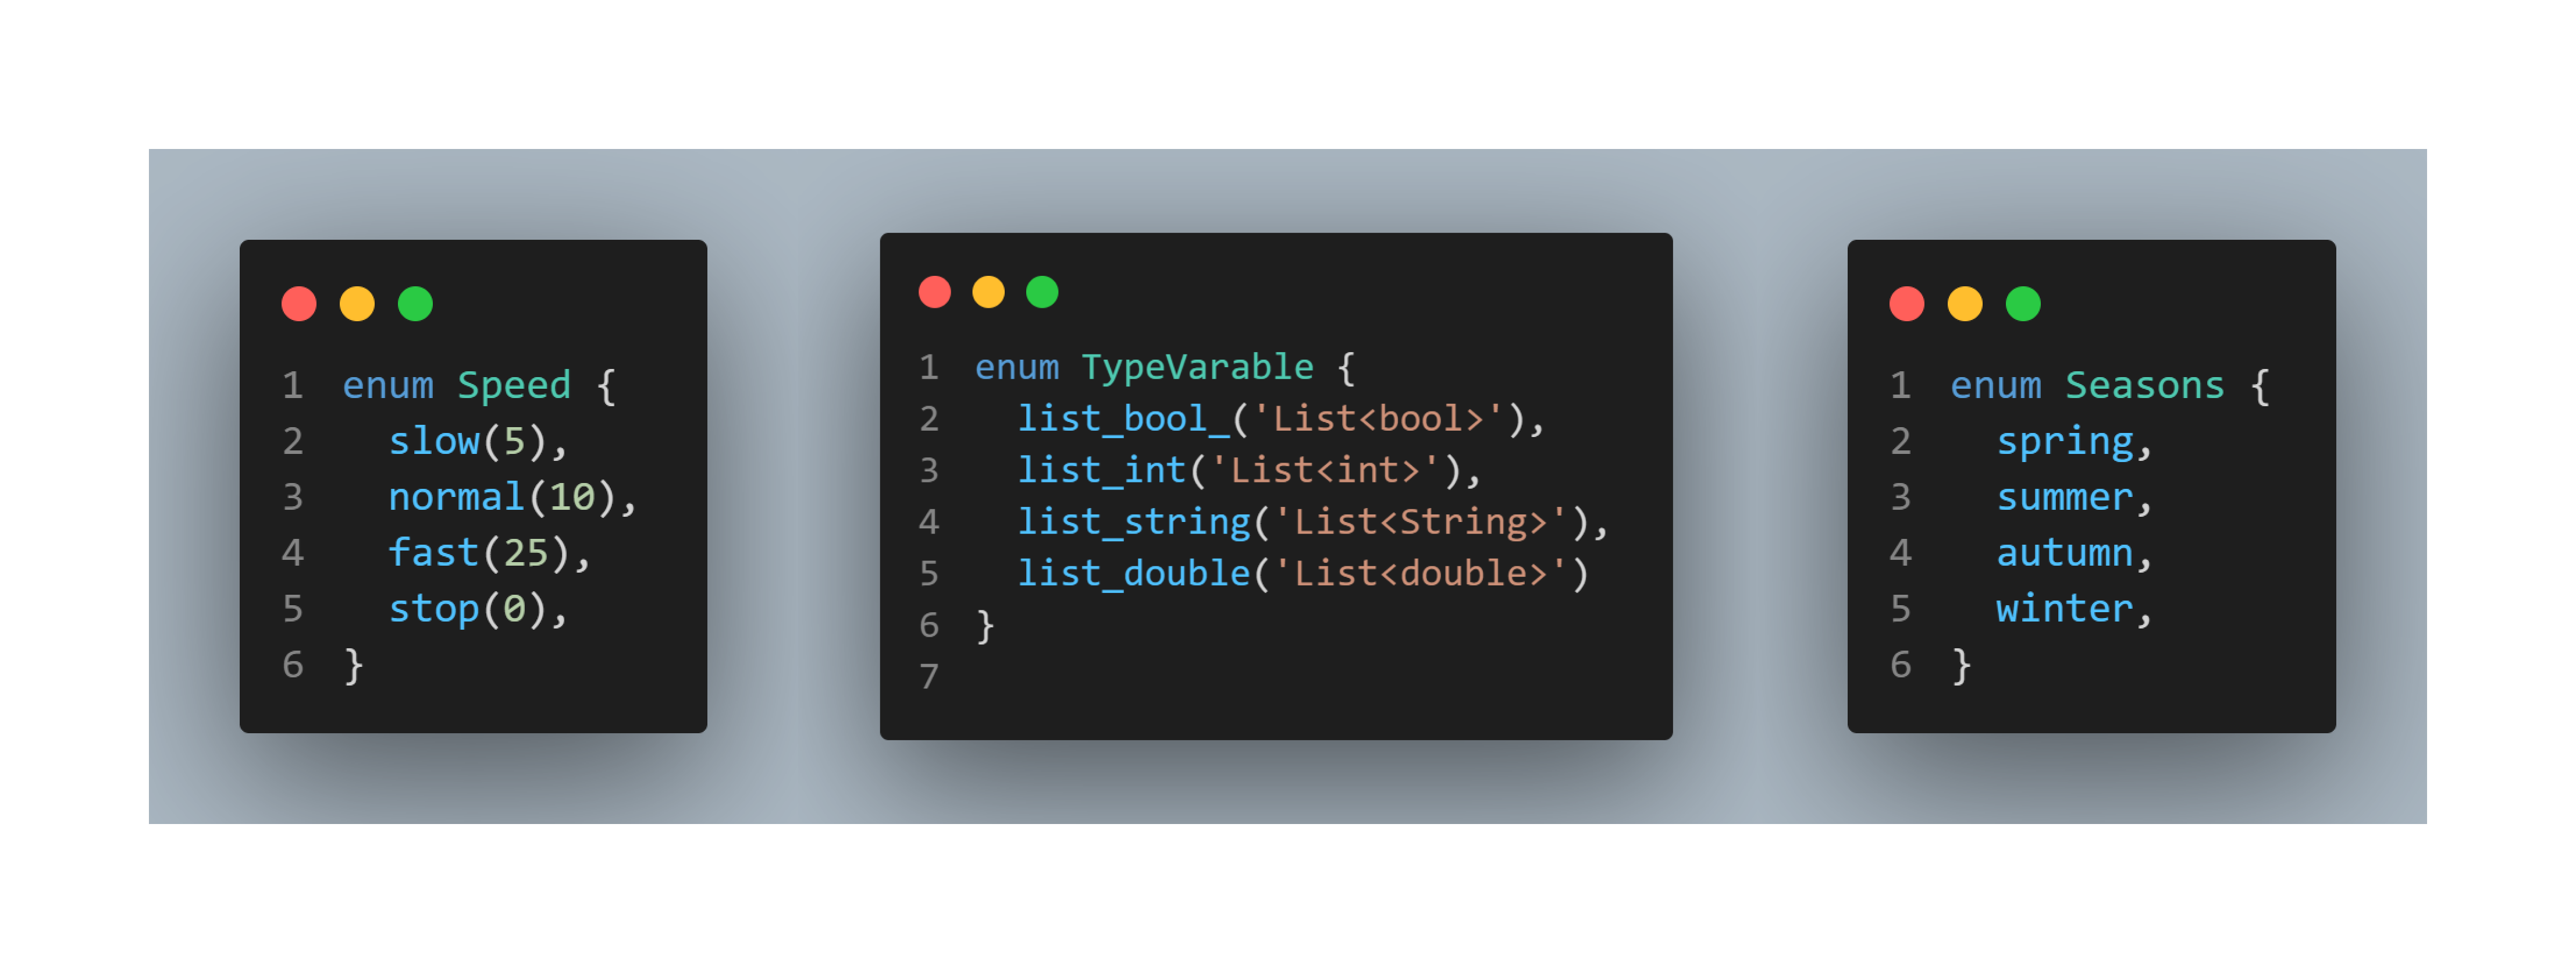 1 enum Speed {
2   slow(5),
3   normal(10),
4   fast(25),
5   stop(0),
6 }
1 enum TypeVarable {
2   list_bool_('List<bool>'),
3   list_int('List<int>'),
4   list_string('List<String>'),
5   list_double('List<double>')
6 }
7
1 enum Seasons {
2   spring,
3   summer,
4   autumn,
5   winter,
6 }